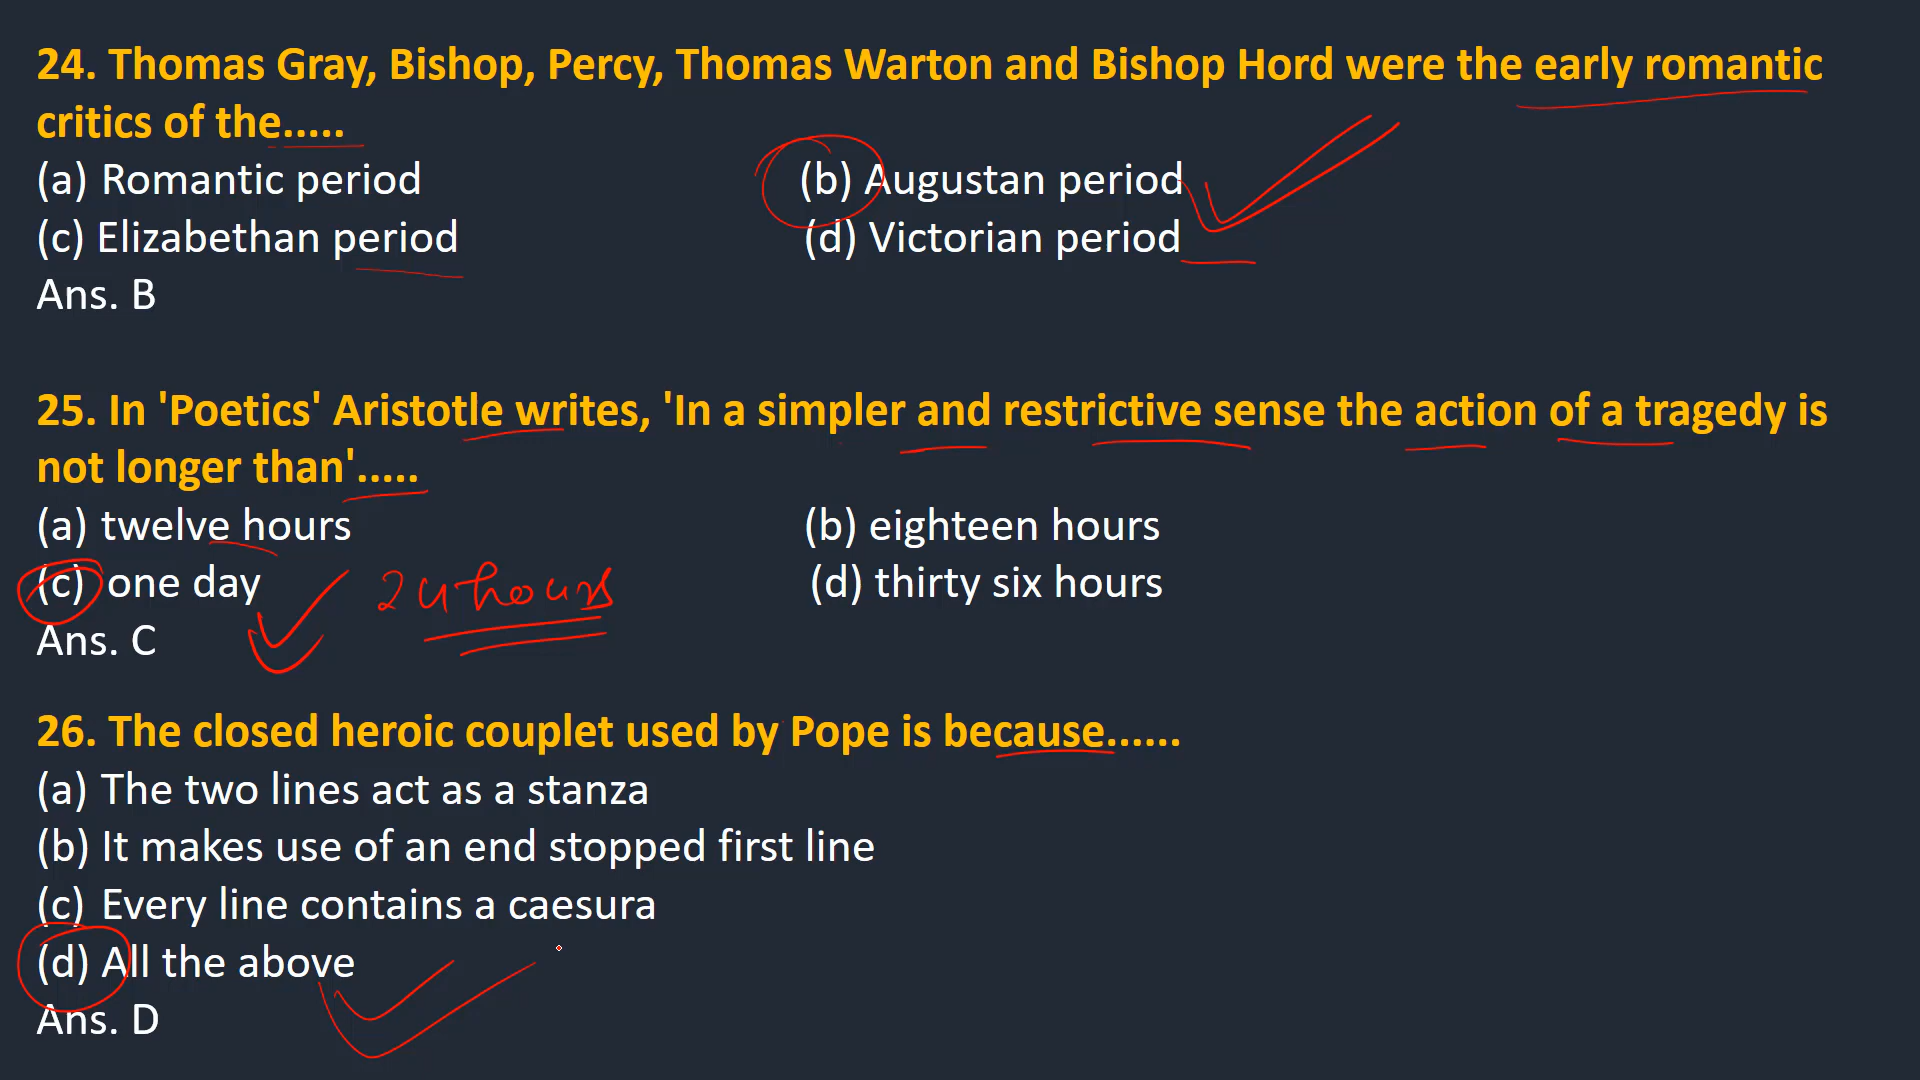 24. Thomas Gray, Bishop, Percy, Thomas Warton and Bishop Hord were the early romantic
critics of the.....
(a) Romantic period (b) Augustan period
(c) Elizabethan period (d) Victorian period
Ans. B
25. In 'Poetics' Aristotle writes, 'In a simpler and restrictive sense the action of a tragedy is
not longer than'.....
(a) twelve hours (b) eighteen hours
(c) one day 24 hours (d) thirty six hours
Ans. C
26. The closed heroic couplet used by Pope is because......
(a) The two lines act as a stanza
(b) It makes use of an end stopped first line
(c) Every line contains a caesura
(d) All the above
Ans. D